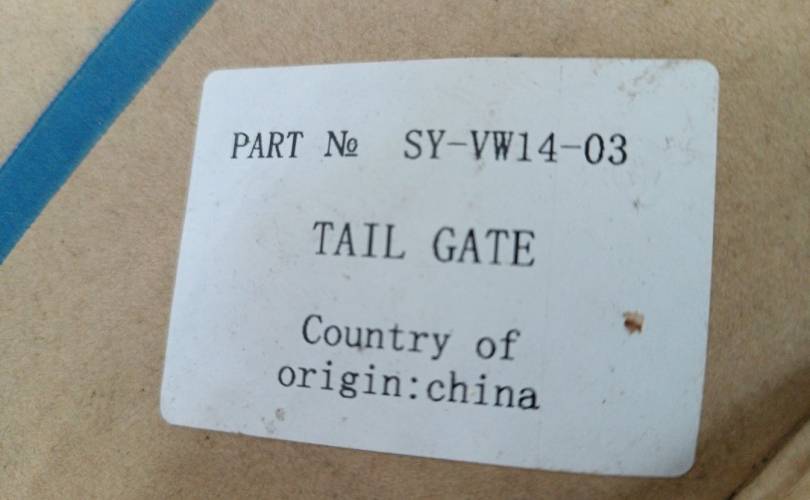 PART № SY-VW14-03
TAIL GATE
Country of
origin:china